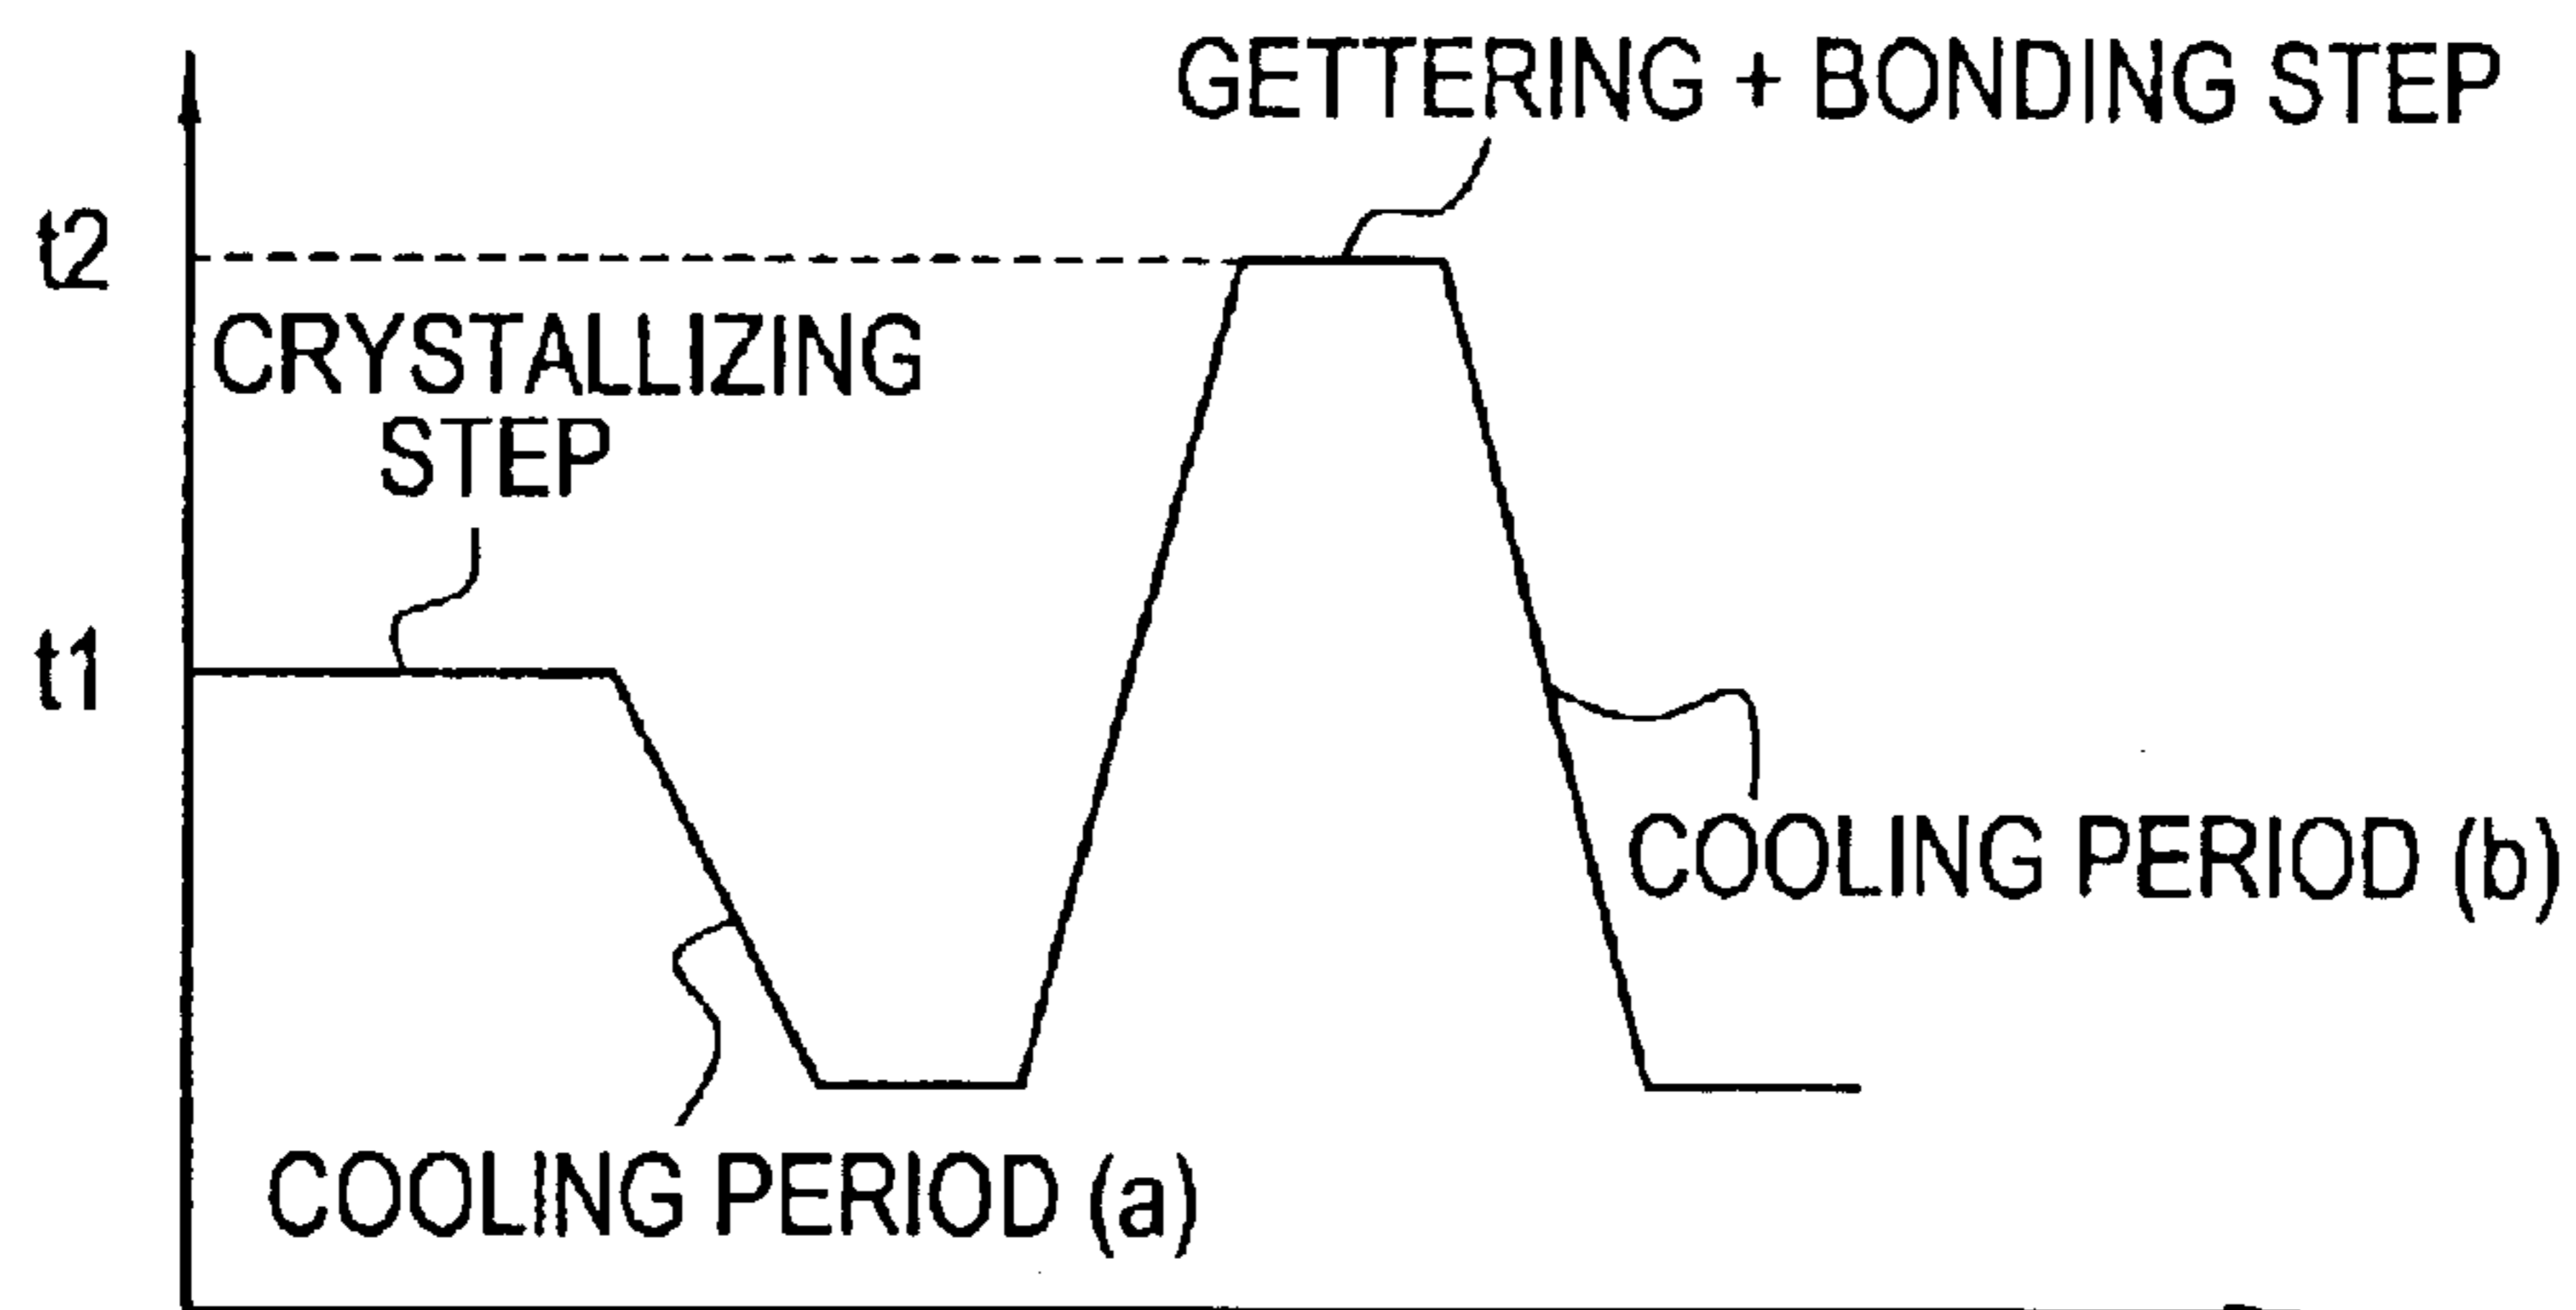 GETTERING + BONDING STEP
t2
CRYSTALLIZING
STEP
t1
COOLING PERIOD (b)
COOLING PERIOD (a)